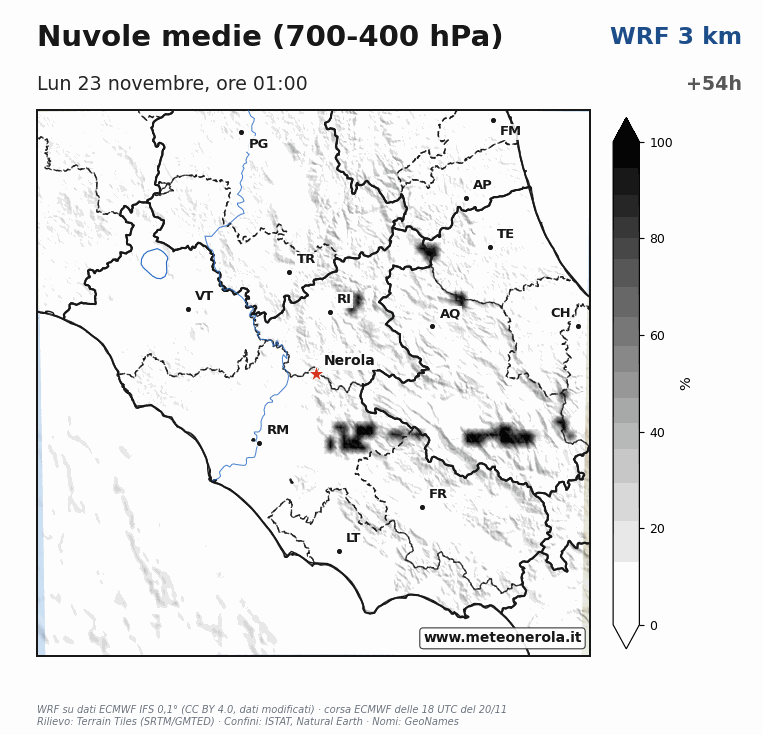 Nuvole medie (700-400 hPa)
WRF 3 km
Lun 23 novembre, ore 01:00
+54h
FM
PG
AP
TE
TR
VT
RI
AQ
CH
Nerola
RM
FR
LT
www.meteonerola.it
100
80
60
40
20
0
%
WRF su dati ECMWF IFS 0,1° (CC BY 4.0, dati modificati) · corsa ECMWF delle 18 UTC del 20/11
Rilievo: Terrain Tiles (SRTM/GMTED) · Confini: ISTAT, Natural Earth · Nomi: GeoNames